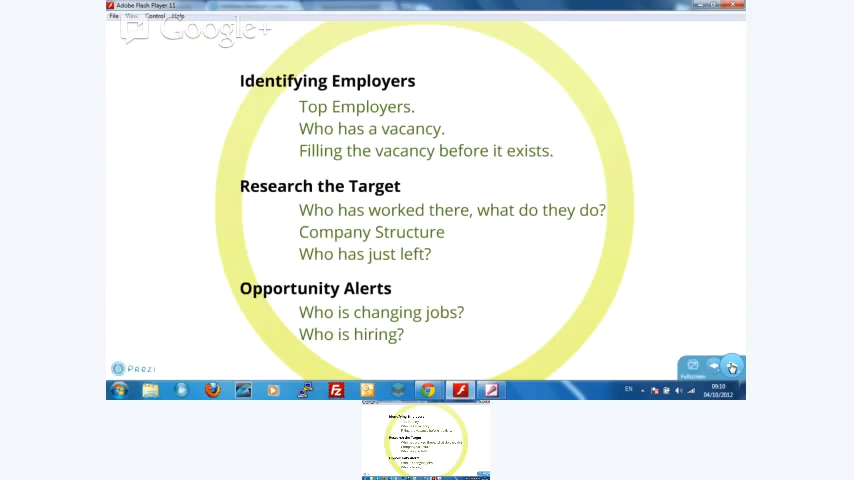 Adobe Flash Player 11
File View Control Help
Google+
Identifying Employers
Top Employers.
Who has a vacancy.
Filling the vacancy before it exists.
Research the Target
Who has worked there, what do they do?
Company Structure
Who has just left?
Opportunity Alerts
Who is changing jobs?
Who is hiring?
Prezi
Fullscreen
EN
09:10
04/10/2012